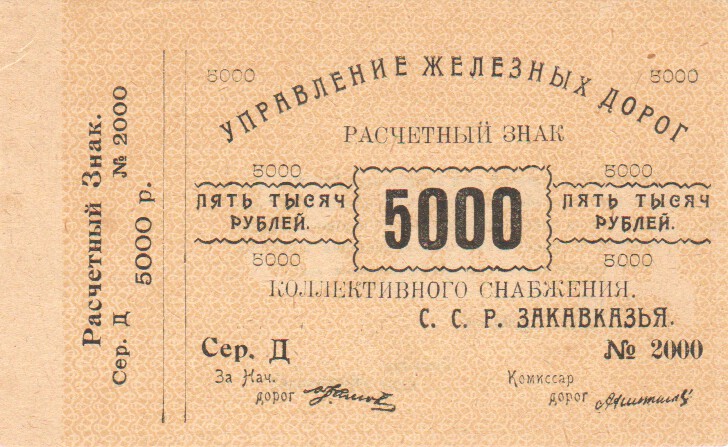 Расчетный Знак.
Сер. Д № 2000
5000 р.
УПРАВЛЕНИЕ ЖЕЛЕЗНЫХ ДОРОГ
5000 5000
РАСЧЕТНЫЙ ЗНАК
5000 5000
ПЯТЬ ТЫСЯЧ РУБЛЕЙ.
5000
ПЯТЬ ТЫСЯЧ РУБЛЕЙ.
5000 5000
КОЛЛЕКТИВНОГО СНАБЖЕНИЯ.
С. С. Р. ЗАКАВКАЗЬЯ.
Сер. Д № 2000
За Нач. дорог
Комиссар дорог